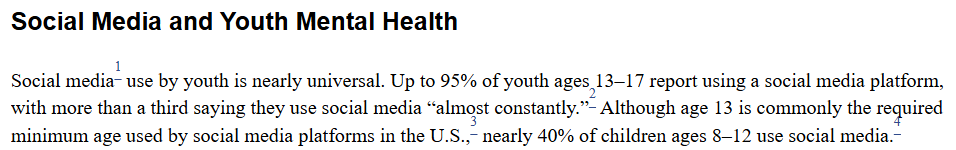 Social Media and Youth Mental Health
Social media1 use by youth is nearly universal. Up to 95% of youth ages 13–17 report using a social media platform,
with more than a third saying they use social media “almost constantly.”2 Although age 13 is commonly the required
minimum age used by social media platforms in the U.S.,3 nearly 40% of children ages 8–12 use social media.4